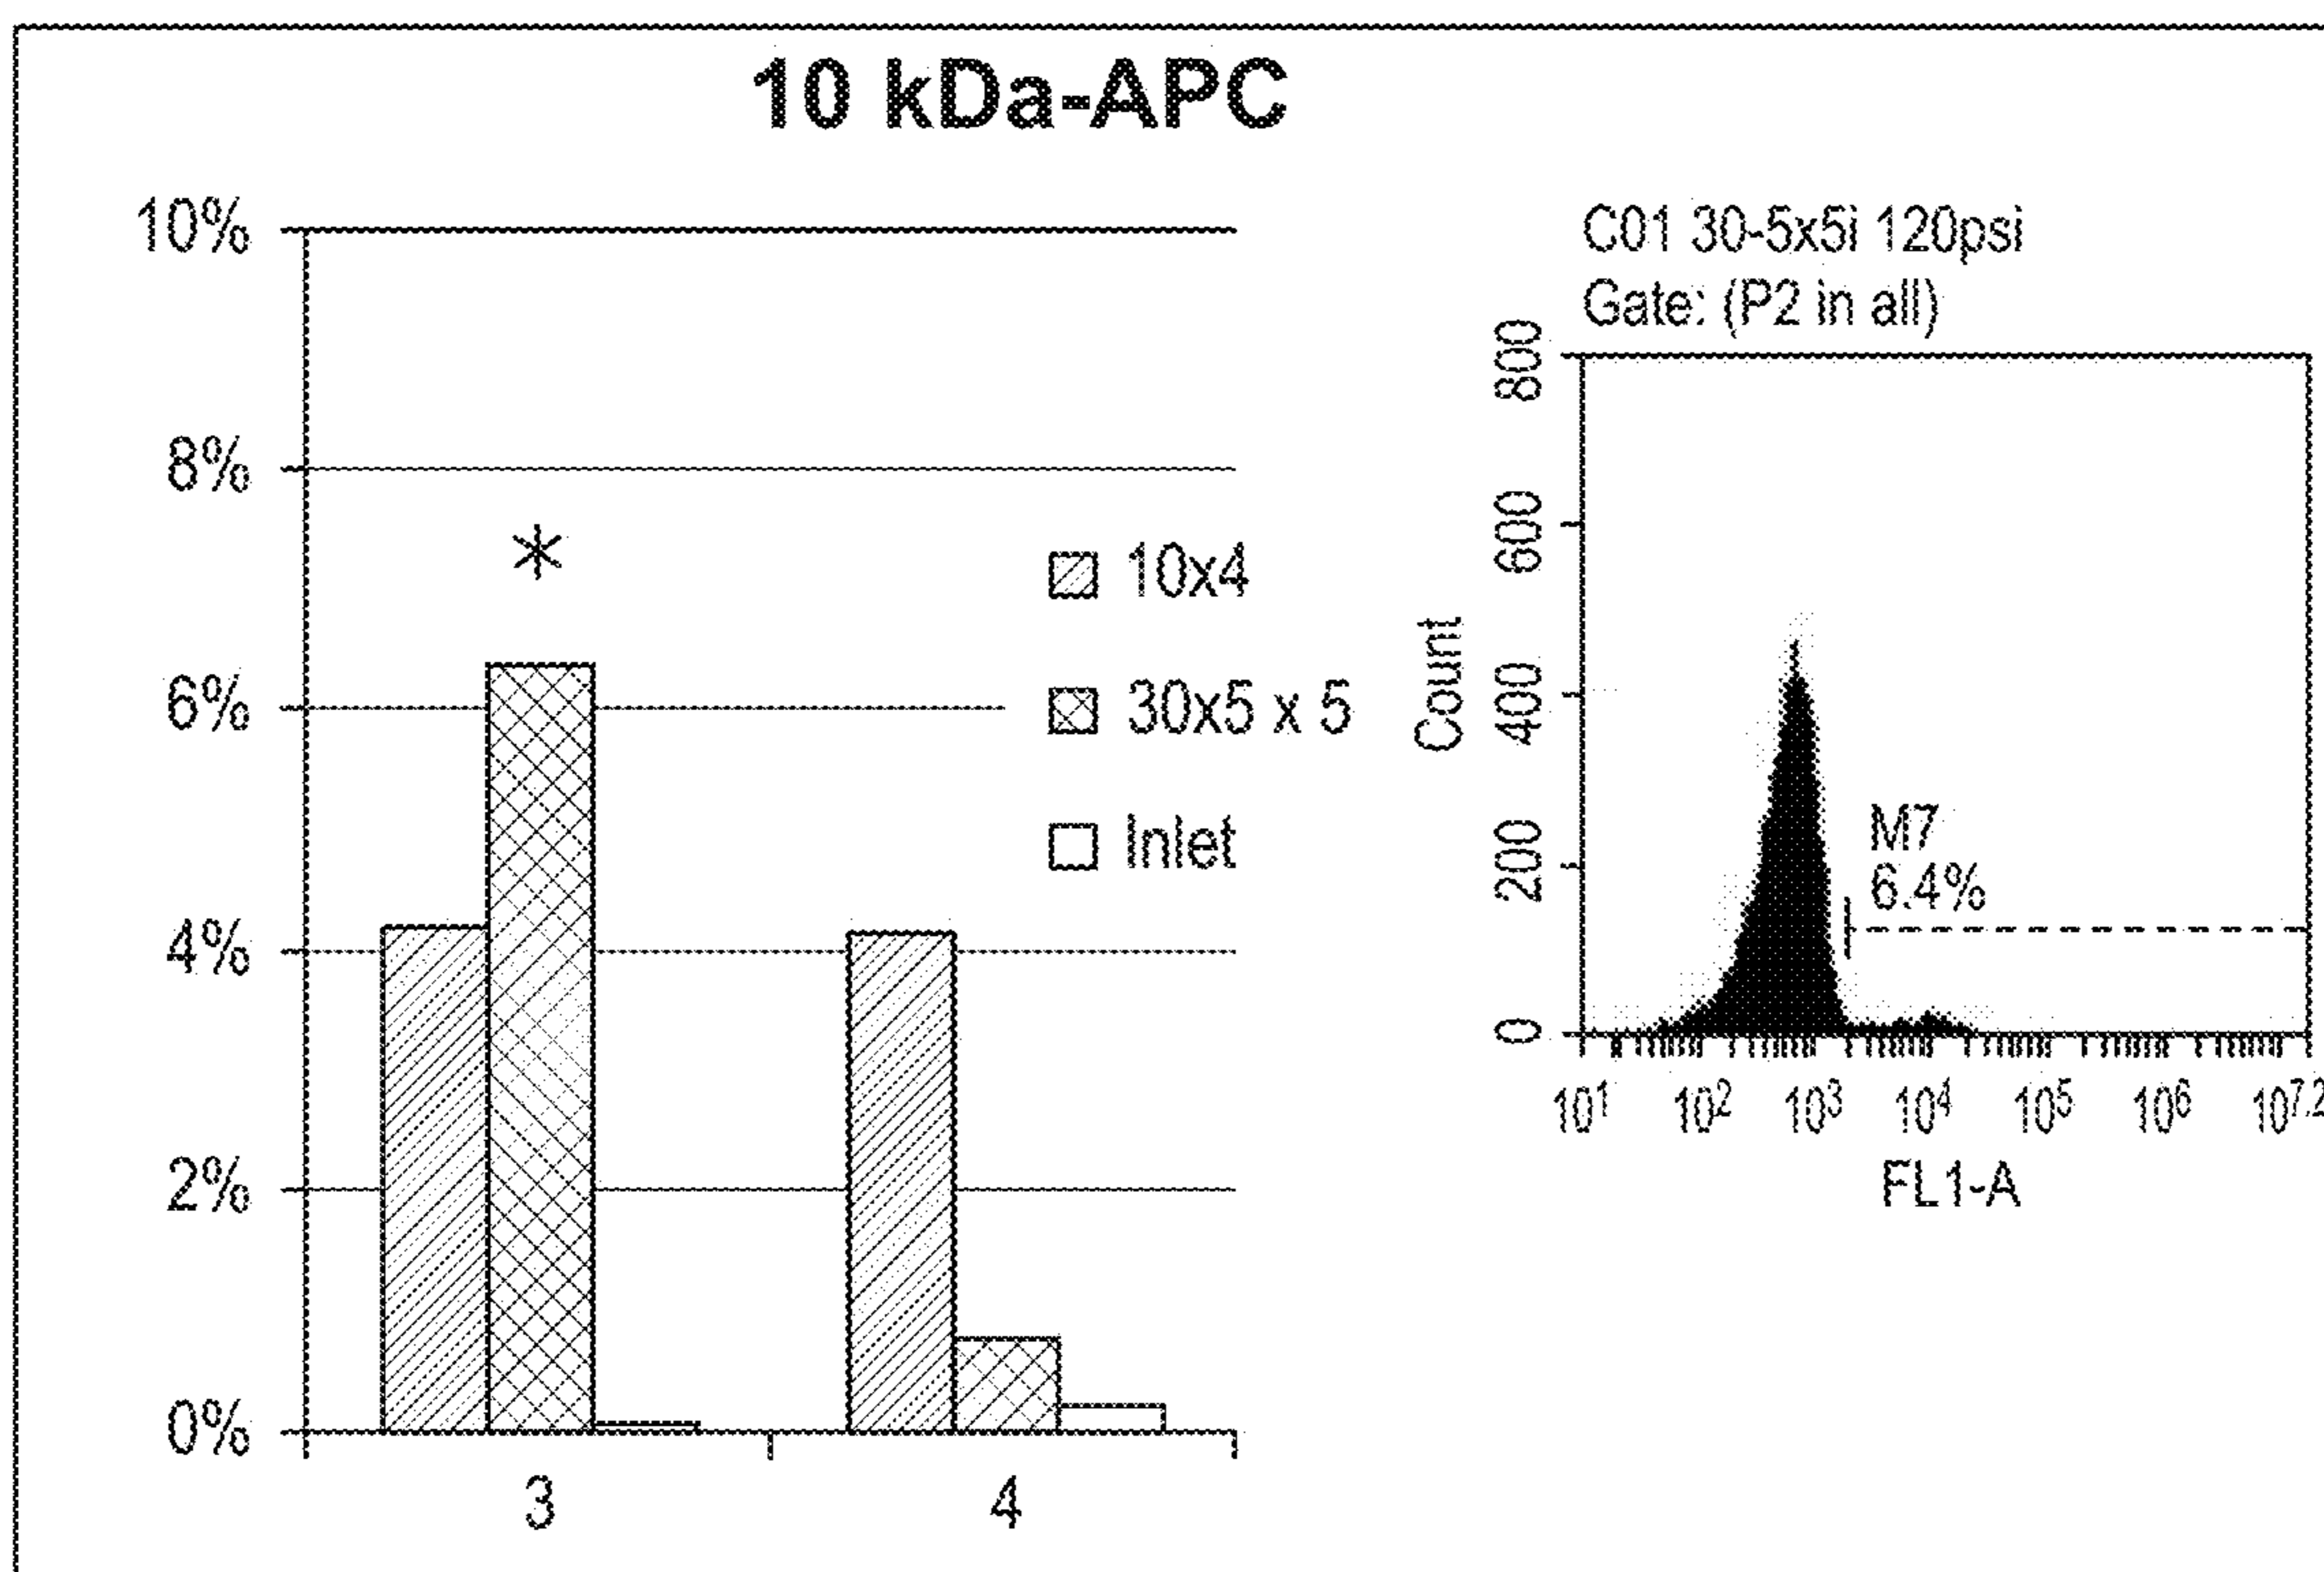 10 kDa-APC
10%
8%
6%
4%
2%
0%
*
3
4
10x4
30x5 x 5
Inlet
C01 30-5x5i 120psi
Gate: (P2 in all)
Count
800
600
400
200
0
M7
6.4%
10¹ 10² 10³ 10⁴ 10⁵ 10⁶ 10⁷·²
FL1-A